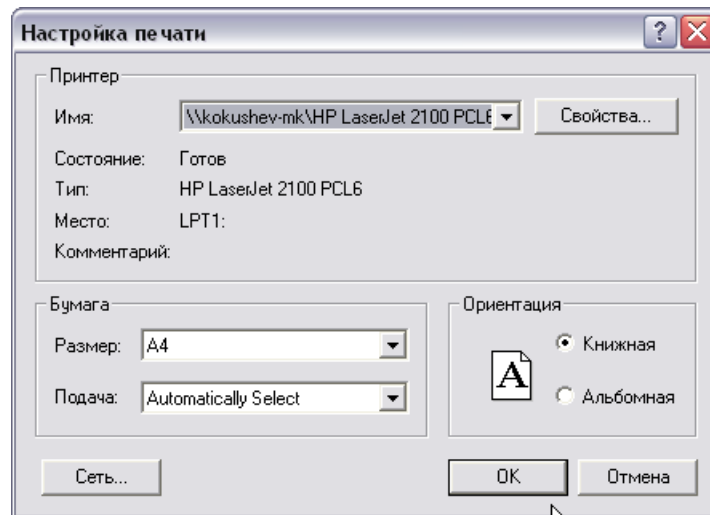 Настройка печати
Принтер
Имя: \\kokushev-mk\HP LaserJet 2100 PCL6 Свойства...
Состояние: Готов
Тип: HP LaserJet 2100 PCL6
Место: LPT1:
Комментарий:
Бумага
Размер: A4
Подача: Automatically Select
Ориентация
A
Книжная
Альбомная
Сеть... OK Отмена